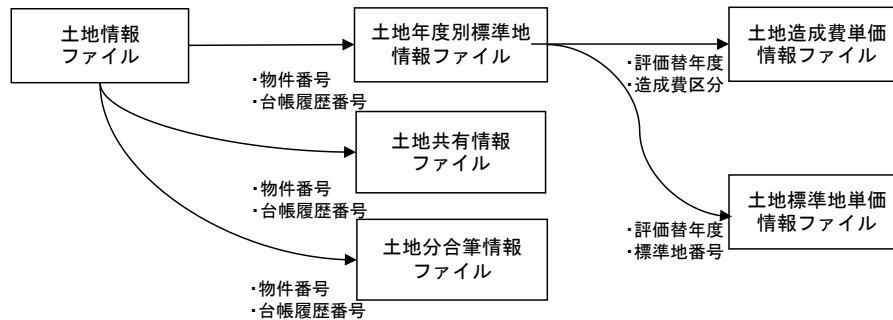 土地情報
ファイル
土地年度別標準地
情報ファイル
土地造成費単価
情報ファイル
・物件番号
・台帳履歴番号
・評価替年度
・造成費区分
土地共有情報
ファイル
・物件番号
・台帳履歴番号
土地標準地単価
情報ファイル
・評価替年度
・標準地番号
土地分合筆情報
ファイル
・物件番号
・台帳履歴番号